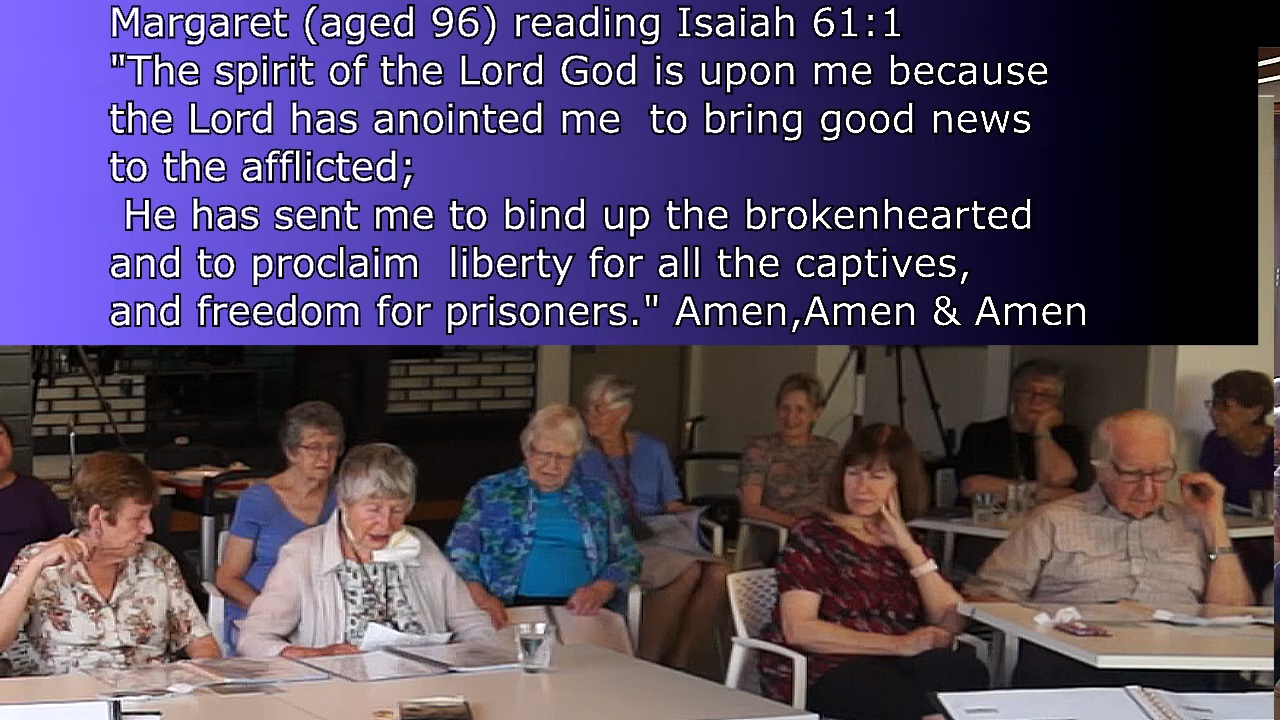 Margaret (aged 96) reading Isaiah 61:1
"The spirit of the Lord God is upon me because
the Lord has anointed me  to bring good news
to the afflicted;
He has sent me to bind up the brokenhearted
and to proclaim  liberty for all the captives,
and freedom for prisoners." Amen,Amen & Amen